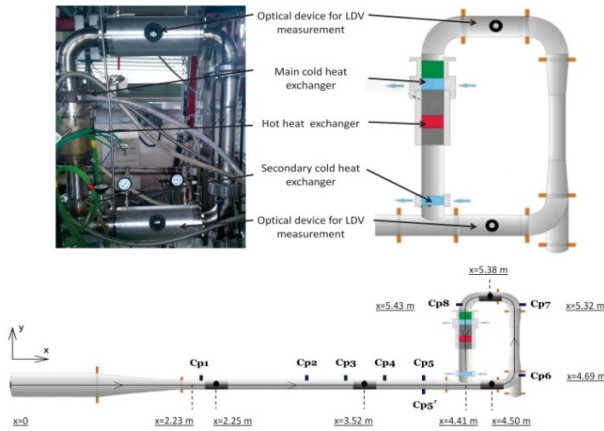 Optical device for LDV
measurement
Main cold heat
exchanger
Hot heat exchanger
Secondary cold heat
exchanger
Optical device for LDV
measurement
x=5.38 m
x=5.43 m
Cp8
Cp7
x=5.32 m
y
x
Cp1
Cp2
Cp3
Cp4
Cp5
Cp6
x=4.69 m
Cp5'
x=0
x=2.23 m
x=2.25 m
x=3.52 m
x=4.41 m
x=4.50 m